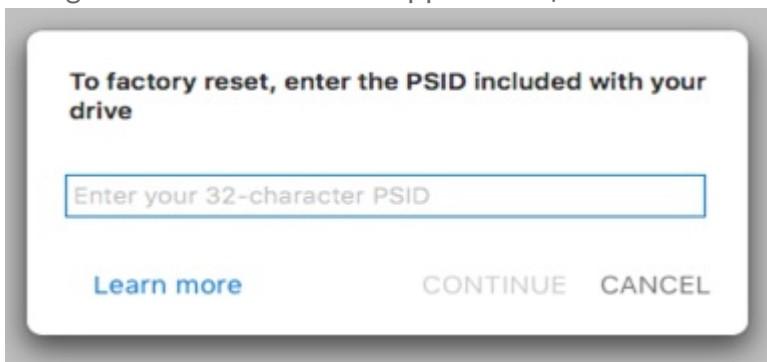 To factory reset, enter the PSID included with your
drive
Enter your 32-character PSID
Learn more CONTINUE CANCEL